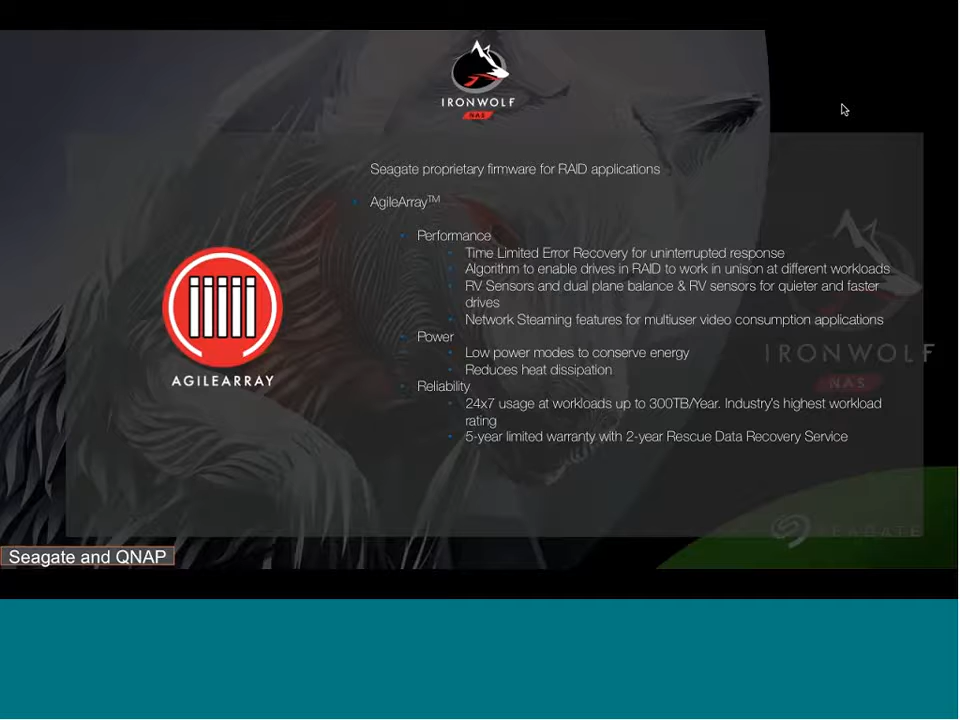 IRONWOLF
NAS
Seagate proprietary firmware for RAID applications
AgileArray™
Performance
Time Limited Error Recovery for uninterrupted response
Algorithm to enable drives in RAID to work in unison at different workloads
RV Sensors and dual plane balance & RV sensors for quieter and faster
drives
Network Steaming features for multiuser video consumption applications
Power
Low power modes to conserve energy
Reduces heat dissipation
Reliability
24x7 usage at workloads up to 300TB/Year. Industry's highest workload
rating
5-year limited warranty with 2-year Rescue Data Recovery Service
AGILEARRAY
IRONWOLF
NAS
SEAGATE
Seagate and QNAP